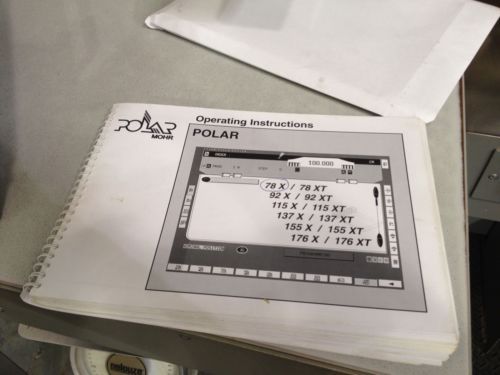 POLAR
MOHR
Operating Instructions
POLAR
100.000
78 X / 78 XT
92 X / 92 XT
115 X / 115 XT
137 X / 137 XT
155 X / 155 XT
176 X / 176 XT